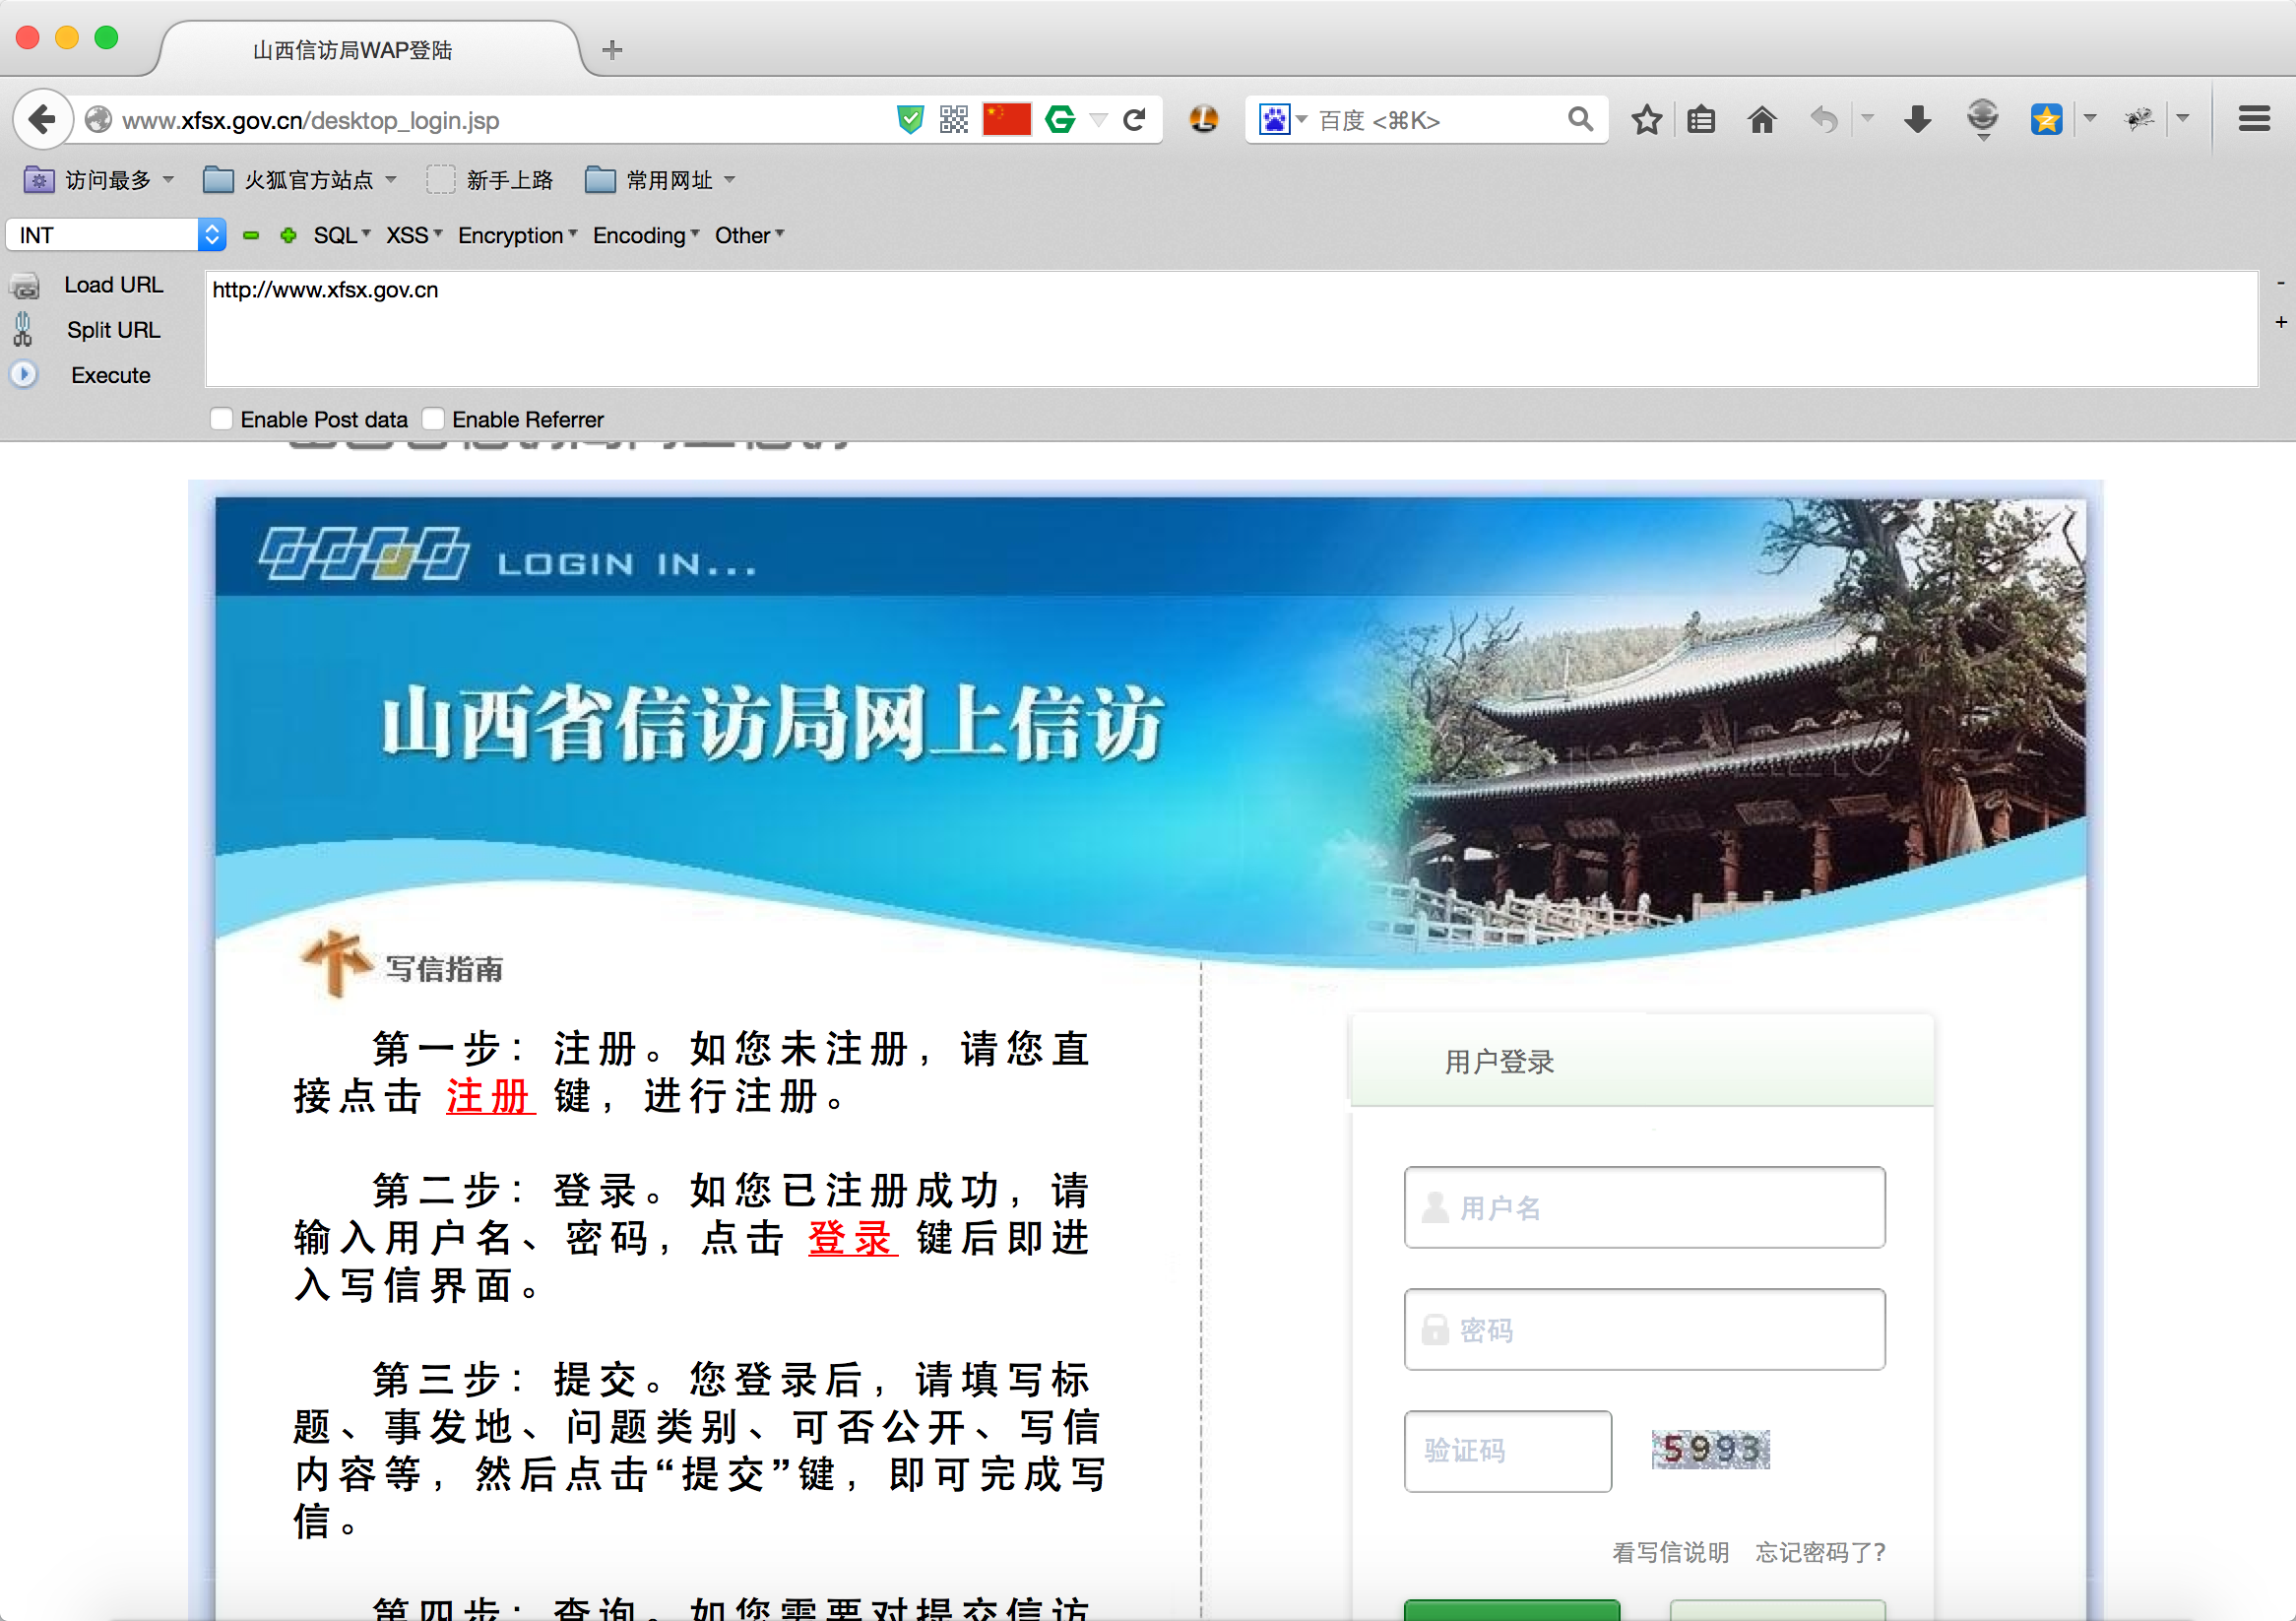 山西信访局WAP登陆
www.xfsx.gov.cn/desktop_login.jsp
百度 <⌘K>
访问最多
火狐官方站点
新手上路
常用网址
INT
SQL
XSS
Encryption
Encoding
Other
Load URL
http://www.xfsx.gov.cn
-
Split URL
+
Execute
Enable Post data
Enable Referrer
LOGIN IN...
山西省信访局网上信访
写信指南
第一步：注册。如您未注册，请您直
接点击 注册 键，进行注册。
第二步：登录。如您已注册成功，请
输入用户名、密码，点击 登录 键后即进
入写信界面。
第三步：提交。您登录后，请填写标
题、事发地、问题类别、可否公开、写信
内容等，然后点击“提交”键，即可完成写
信。
第四步：查询。如您需要对提交信访
用户登录
用户名
密码
验证码
5993
看写信说明
忘记密码了?